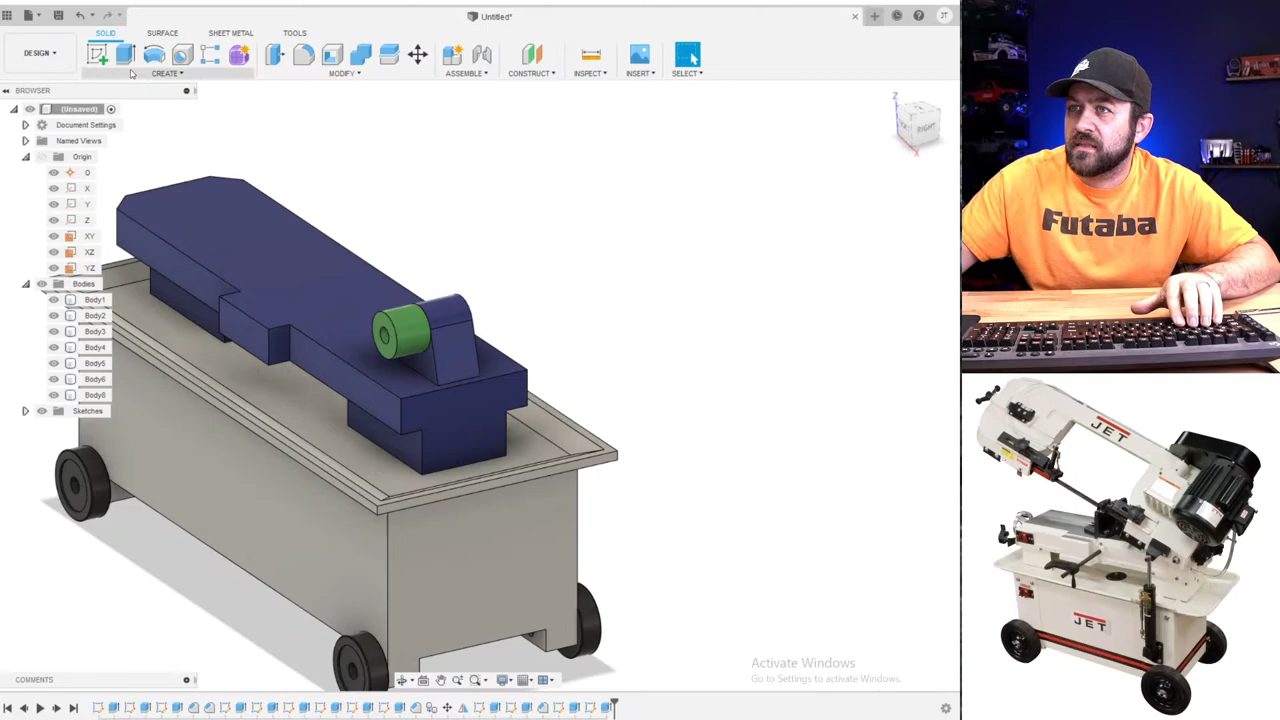 Untitled*
JT
SOLID SURFACE SHEET METAL TOOLS
DESIGN ▾
CREATE ▾ MODIFY ▾ ASSEMBLE ▾ CONSTRUCT ▾ INSPECT ▾ INSERT ▾ SELECT ▾
BROWSER
(Unsaved)
Document Settings
Named Views
Origin
O
X
Y
Z
XY
XZ
YZ
Bodies
Body1
Body2
Body3
Body4
Body5
Body6
Body8
Sketches
Z
RIGHT
X
Futaba
JET
JET
Activate Windows
Go to Settings to activate Windows.
COMMENTS